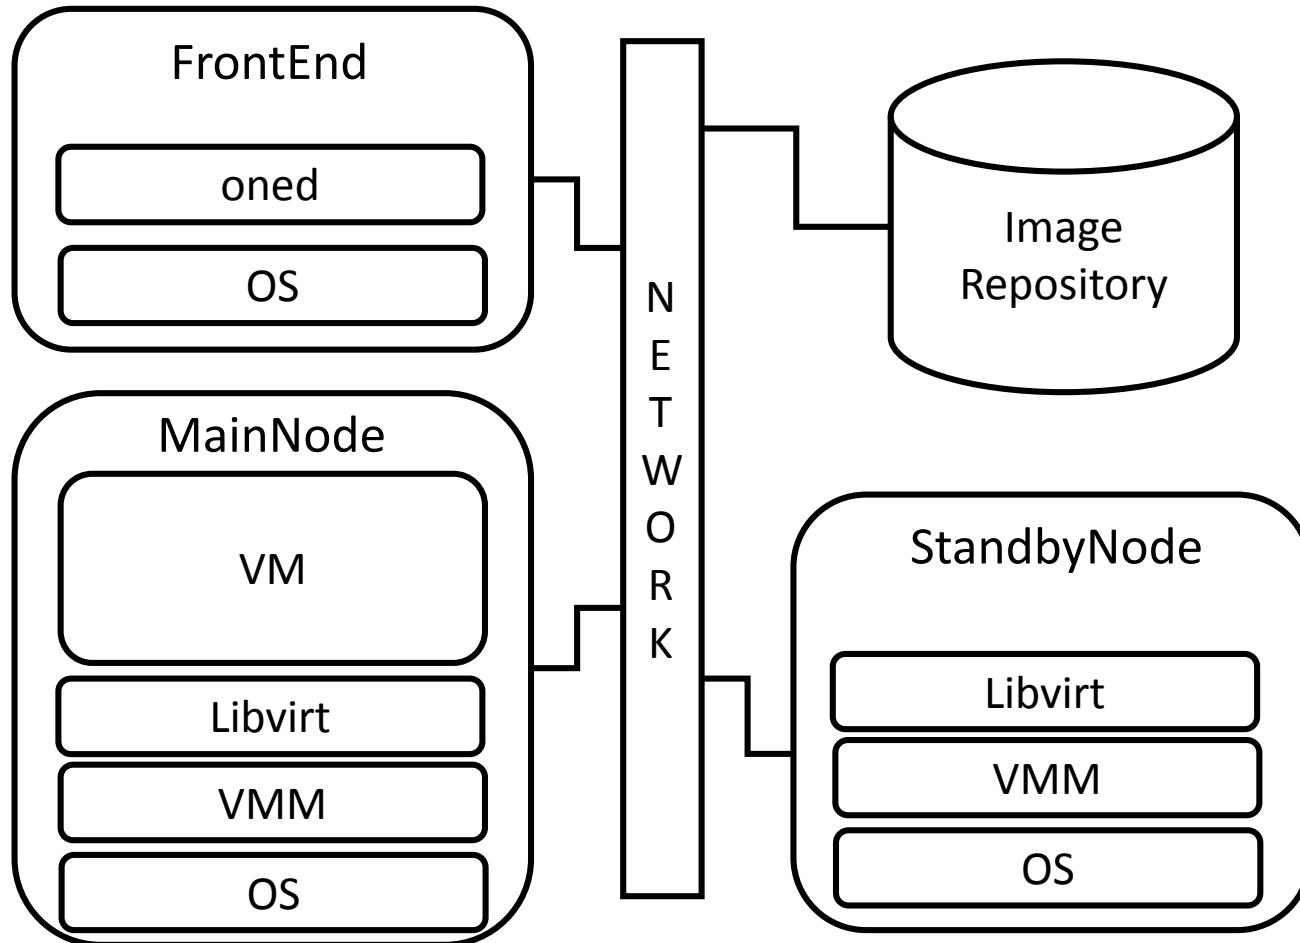 FrontEnd
oned
OS
MainNode
VM
Libvirt
VMM
OS
N
E
T
W
O
R
K
Image
Repository
StandbyNode
Libvirt
VMM
OS